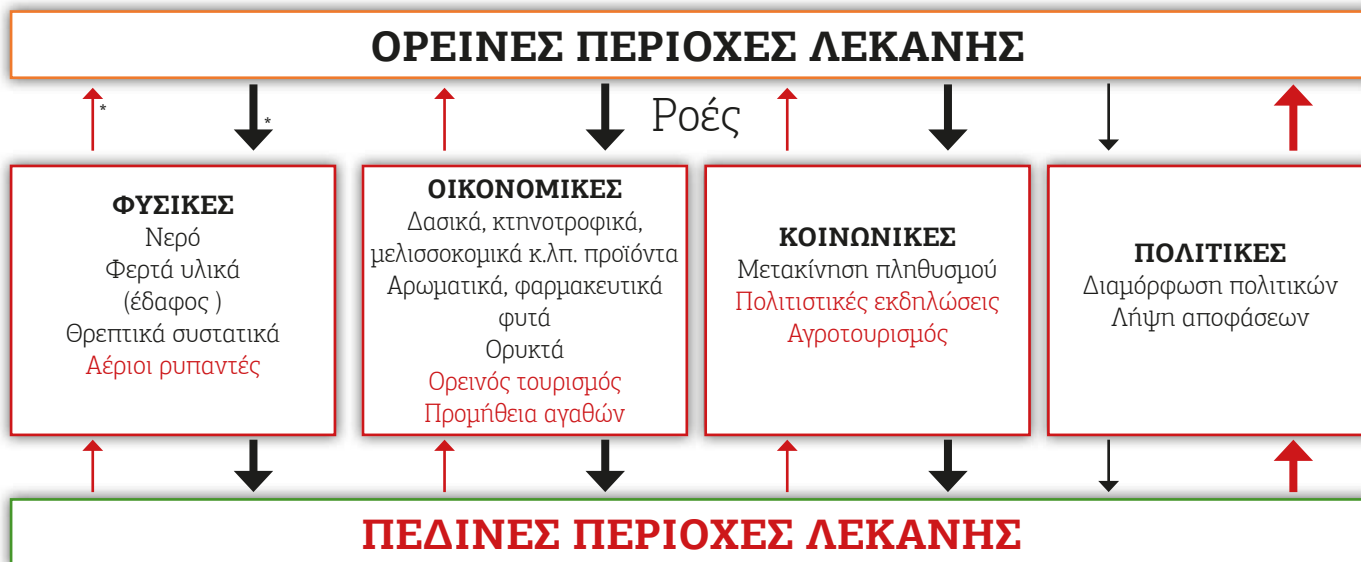 ΟΡΕΙΝΕΣ ΠΕΡΙΟΧΕΣ ΛΕΚΑΝΗΣ
*
*
Ροές
ΦΥΣΙΚΕΣ
Νερό
Φερτά υλικά
(έδαφος )
Θρεπτικά συστατικά
Αέριοι ρυπαντές
ΟΙΚΟΝΟΜΙΚΕΣ
Δασικά, κτηνοτροφικά,
μελισσοκομικά κ.λπ. προϊόντα
Αρωματικά, φαρμακευτικά
φυτά
Ορυκτά
Ορεινός τουρισμός
Προμήθεια αγαθών
ΚΟΙΝΩΝΙΚΕΣ
Μετακίνηση πληθυσμού
Πολιτιστικές εκδηλώσεις
Αγροτουρισμός
ΠΟΛΙΤΙΚΕΣ
Διαμόρφωση πολιτικών
Λήψη αποφάσεων
ΠΕΔΙΝΕΣ ΠΕΡΙΟΧΕΣ ΛΕΚΑΝΗΣ